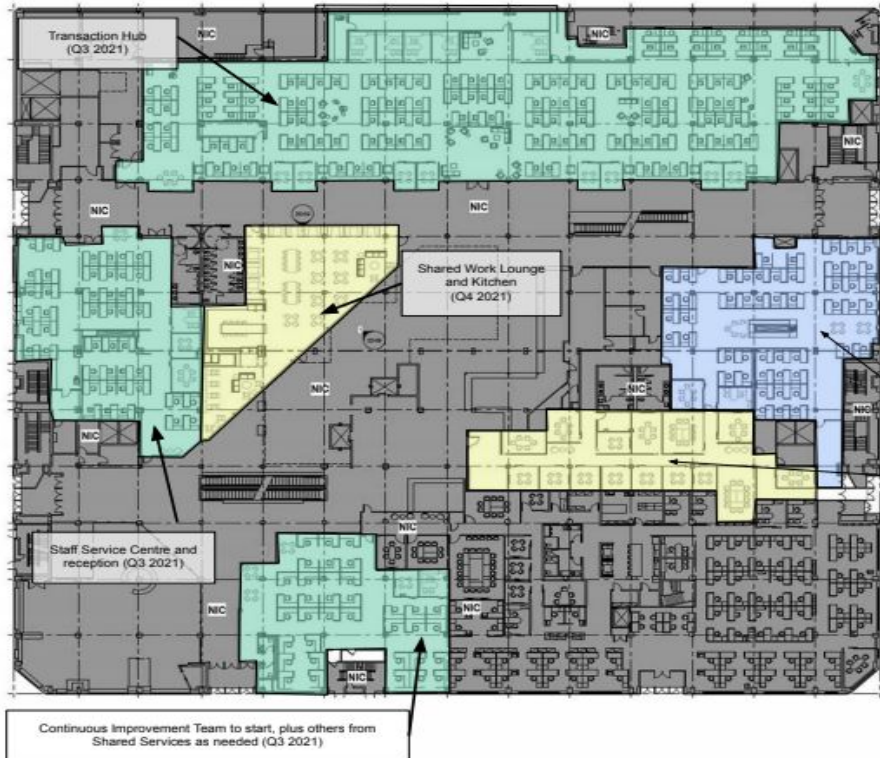 NIC
NIC
Transaction Hub
(Q3 2021)
NIC
NIC
NIC
NIC
Shared Work Lounge
and Kitchen
(Q4 2021)
NIC
NIC
NIC
NIC
NIC
Staff Service Centre and
reception (Q3 2021)
NIC
NIC
NIC
Continuous Improvement Team to start, plus others from
Shared Services as needed (Q3 2021)